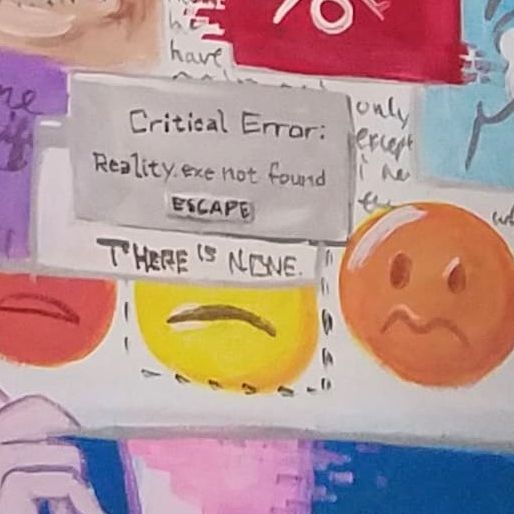 have
only
except
Critical Error:
Reality.exe not found
ESCAPE
THERE IS NONE.